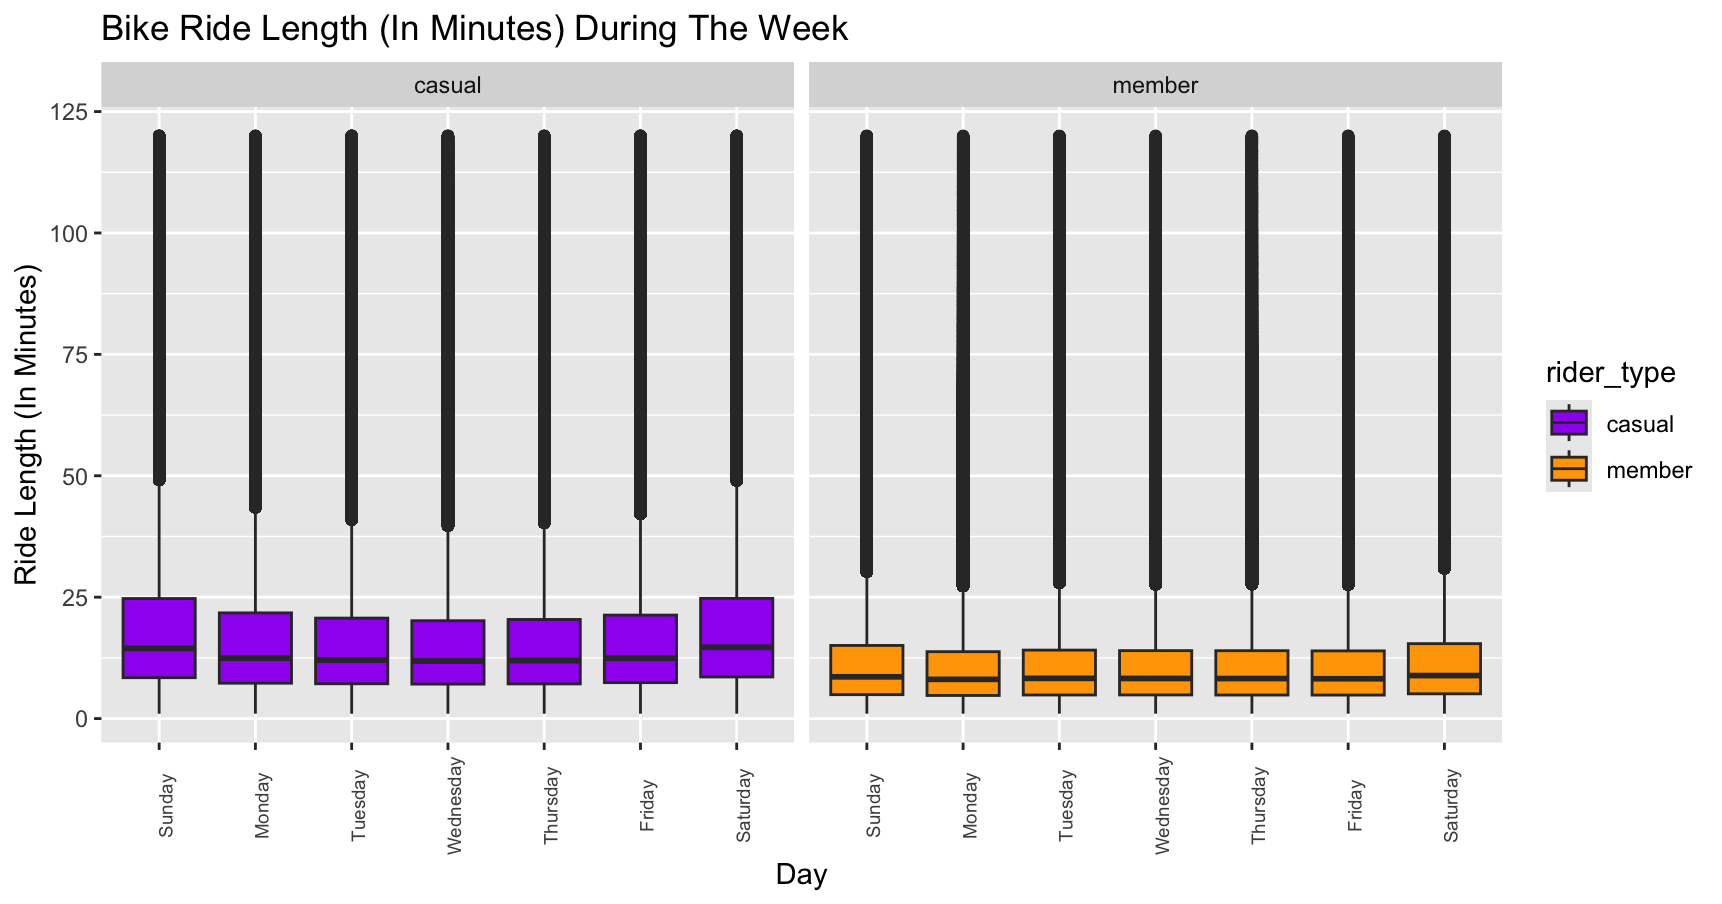 Bike Ride Length (In Minutes) During The Week
casual
member
125
100
75
50
25
0
Ride Length (In Minutes)
Sunday
Monday
Tuesday
Wednesday
Thursday
Friday
Saturday
Sunday
Monday
Tuesday
Wednesday
Thursday
Friday
Saturday
Day
rider_type
casual
member